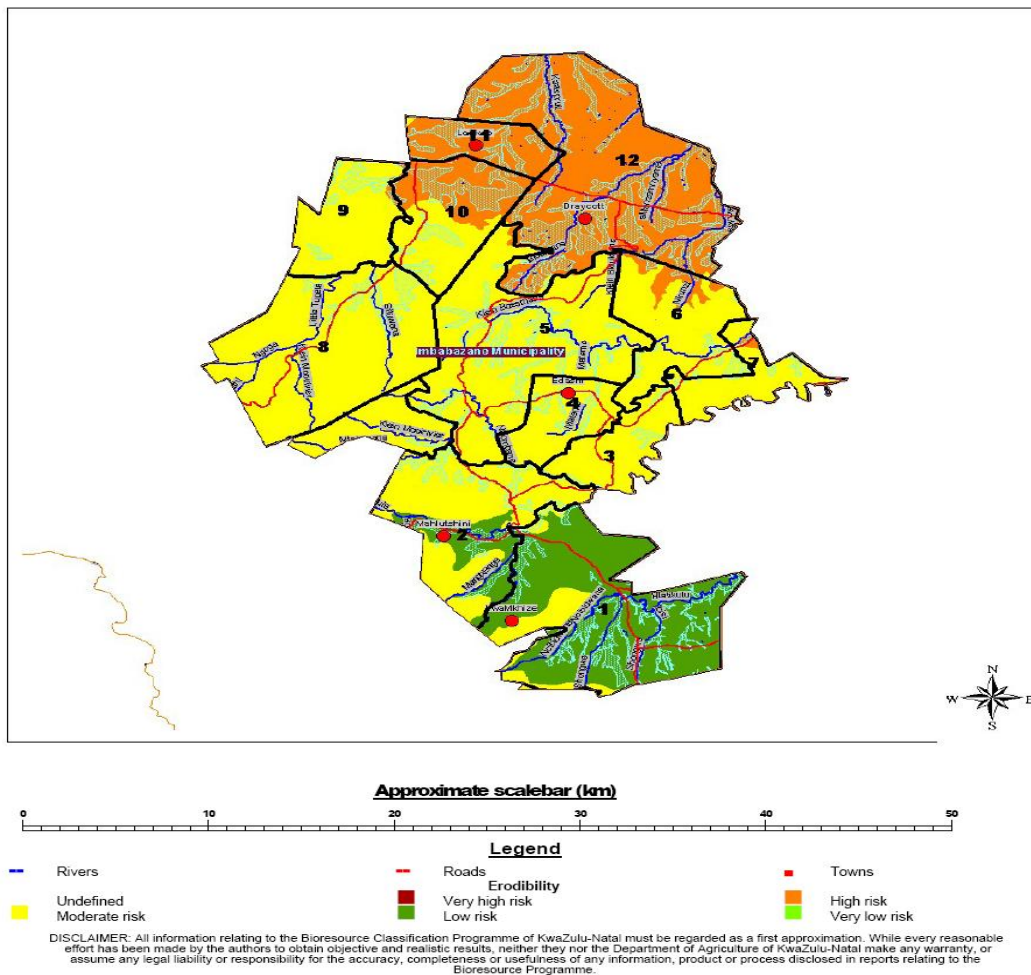 11
12
Draycott
10
9
6
5
7
Little Tugela
8
Imbabazane Municipality
4
3
Klein Mooirivier
Mahlutshini
2
1
N
W E
S
Approximate scalebar (km)
0 10 20 30 40 50
Legend
Rivers Roads Towns
Erodibility
Undefined Very high risk High risk
Moderate risk Low risk Very low risk
DISCLAIMER: All information relating to the Bioresource Classification Programme of KwaZulu-Natal must be regarded as a first approximation. While every reasonable
effort has been made by the authors to obtain objective and realistic results, neither they nor the Department of Agriculture of KwaZulu-Natal make any warranty, or
assume any legal liability or responsibility for the accuracy, completeness or usefulness of any information, product or process disclosed in reports relating to the
Bioresource Programme.